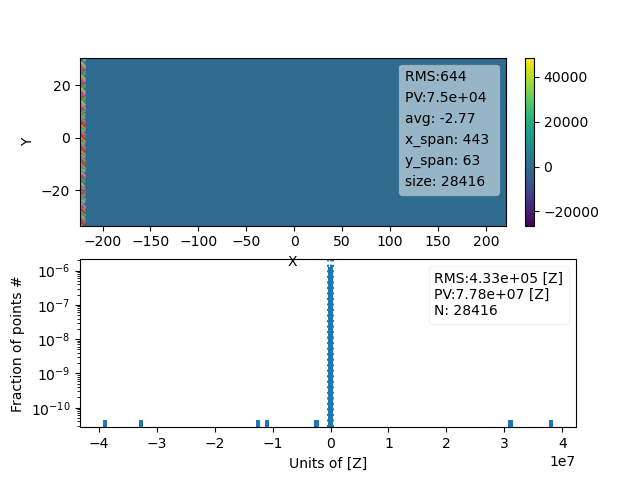 20
0
−20
Y
−200
−150
−100
−50
0
50
100
150
200
X
RMS:644
PV:7.5e+04
avg: -2.77
x_span: 443
y_span: 63
size: 28416
40000
20000
0
−20000
10−6
10−7
10−8
10−9
10−10
Fraction of points #
RMS:4.33e+05 [Z]
PV:7.78e+07 [Z]
N: 28416
−4
−3
−2
−1
0
1
2
3
4
1e7
Units of [Z]